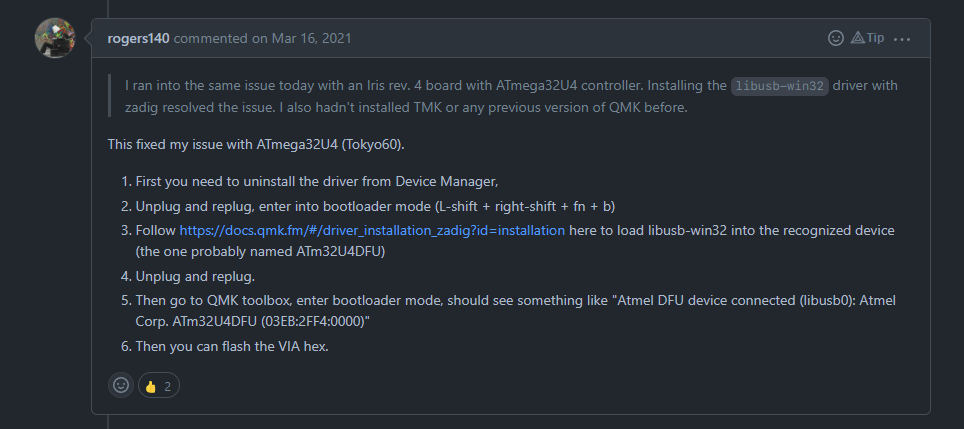 rogers140 commented on Mar 16, 2021
Tip
I ran into the same issue today with an Iris rev. 4 board with ATmega32U4 controller. Installing the libusb-win32 driver with
zadig resolved the issue. I also hadn't installed TMK or any previous version of QMK before.
This fixed my issue with ATmega32U4 (Tokyo60).
1. First you need to uninstall the driver from Device Manager,
2. Unplug and replug, enter into bootloader mode (L-shift + right-shift + fn + b)
3. Follow https://docs.qmk.fm/#/driver_installation_zadig?id=installation here to load libusb-win32 into the recognized device
(the one probably named ATm32U4DFU)
4. Unplug and replug.
5. Then go to QMK toolbox, enter bootloader mode, should see something like "Atmel DFU device connected (libusb0): Atmel
Corp. ATm32U4DFU (03EB:2FF4:0000)"
6. Then you can flash the VIA hex.
2